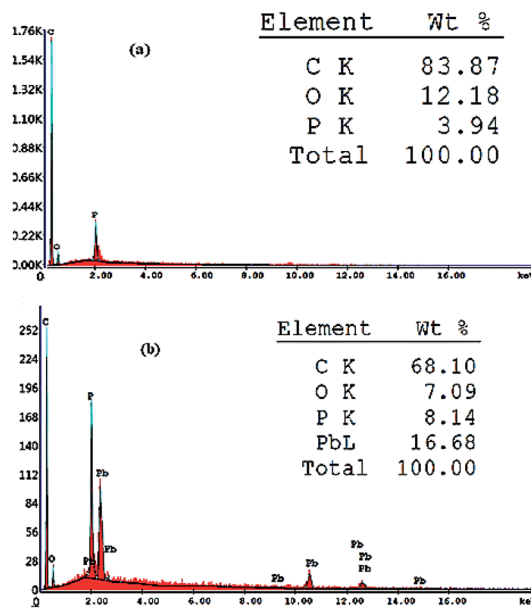 (a)
Element Wt %
C K 83.87
O K 12.18
P K 3.94
Total 100.00
1.76K
1.54K
1.32K
1.10K
0.88K
0.66K
0.44K
0.22K
0.00K
C
O
P
0 2.00 4.00 6.00 8.00 10.00 12.00 14.00 16.00 keV
(b)
Element Wt %
C K 68.10
O K 7.09
P K 8.14
PbL 16.68
Total 100.00
252
224
196
168
140
112
84
56
28
0
C
O
P
Pb
Pb
Pb
Pb
Pb
Pb
Pb
Pb
Pb
0 2.00 4.00 6.00 8.00 10.00 12.00 14.00 16.00 keV